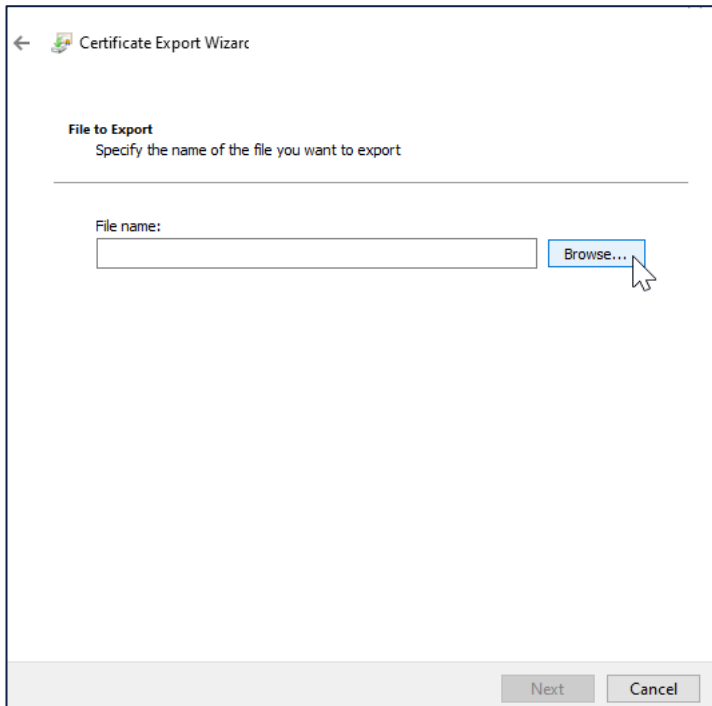 Certificate Export Wizard
File to Export
Specify the name of the file you want to export
File name:
Browse...
Next
Cancel